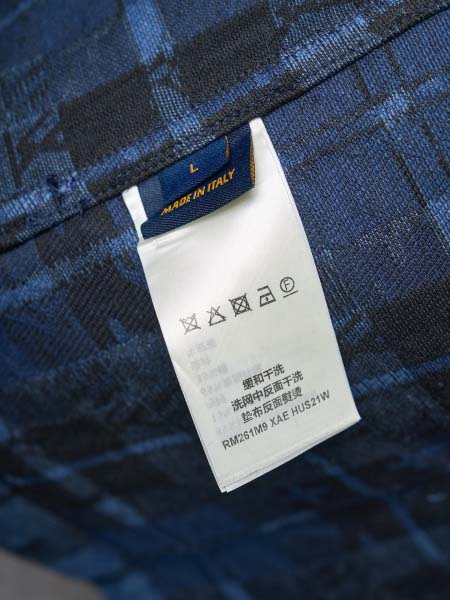 L
MADE IN ITALY
缓和干洗
洗网中反面干洗
垫布反面熨烫
RM261M9 XAE HUS21W